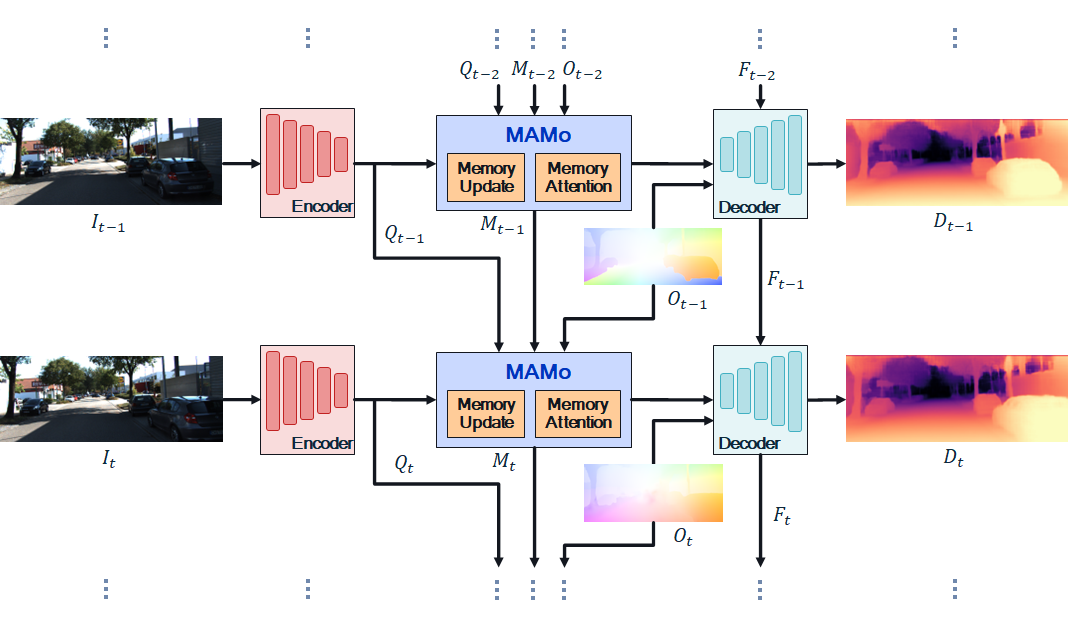 Q_{t-2} M_{t-2} O_{t-2}
F_{t-2}
MAMo
Memory Update
Memory Attention
Encoder
Decoder
I_{t-1}
Q_{t-1}
M_{t-1}
D_{t-1}
F_{t-1}
O_{t-1}
MAMo
Memory Update
Memory Attention
Encoder
Decoder
I_t
Q_t
M_t
D_t
F_t
O_t